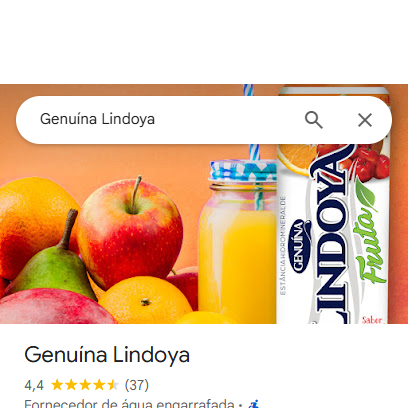 Genuína Lindoya
ESTÂNCIA HIDROMINERAL DE
GENUÍNA
LINDOYA
Fruta
Sabor
Genuína Lindoya
4,4 (37)
Fornecedor de água engarrafada ·